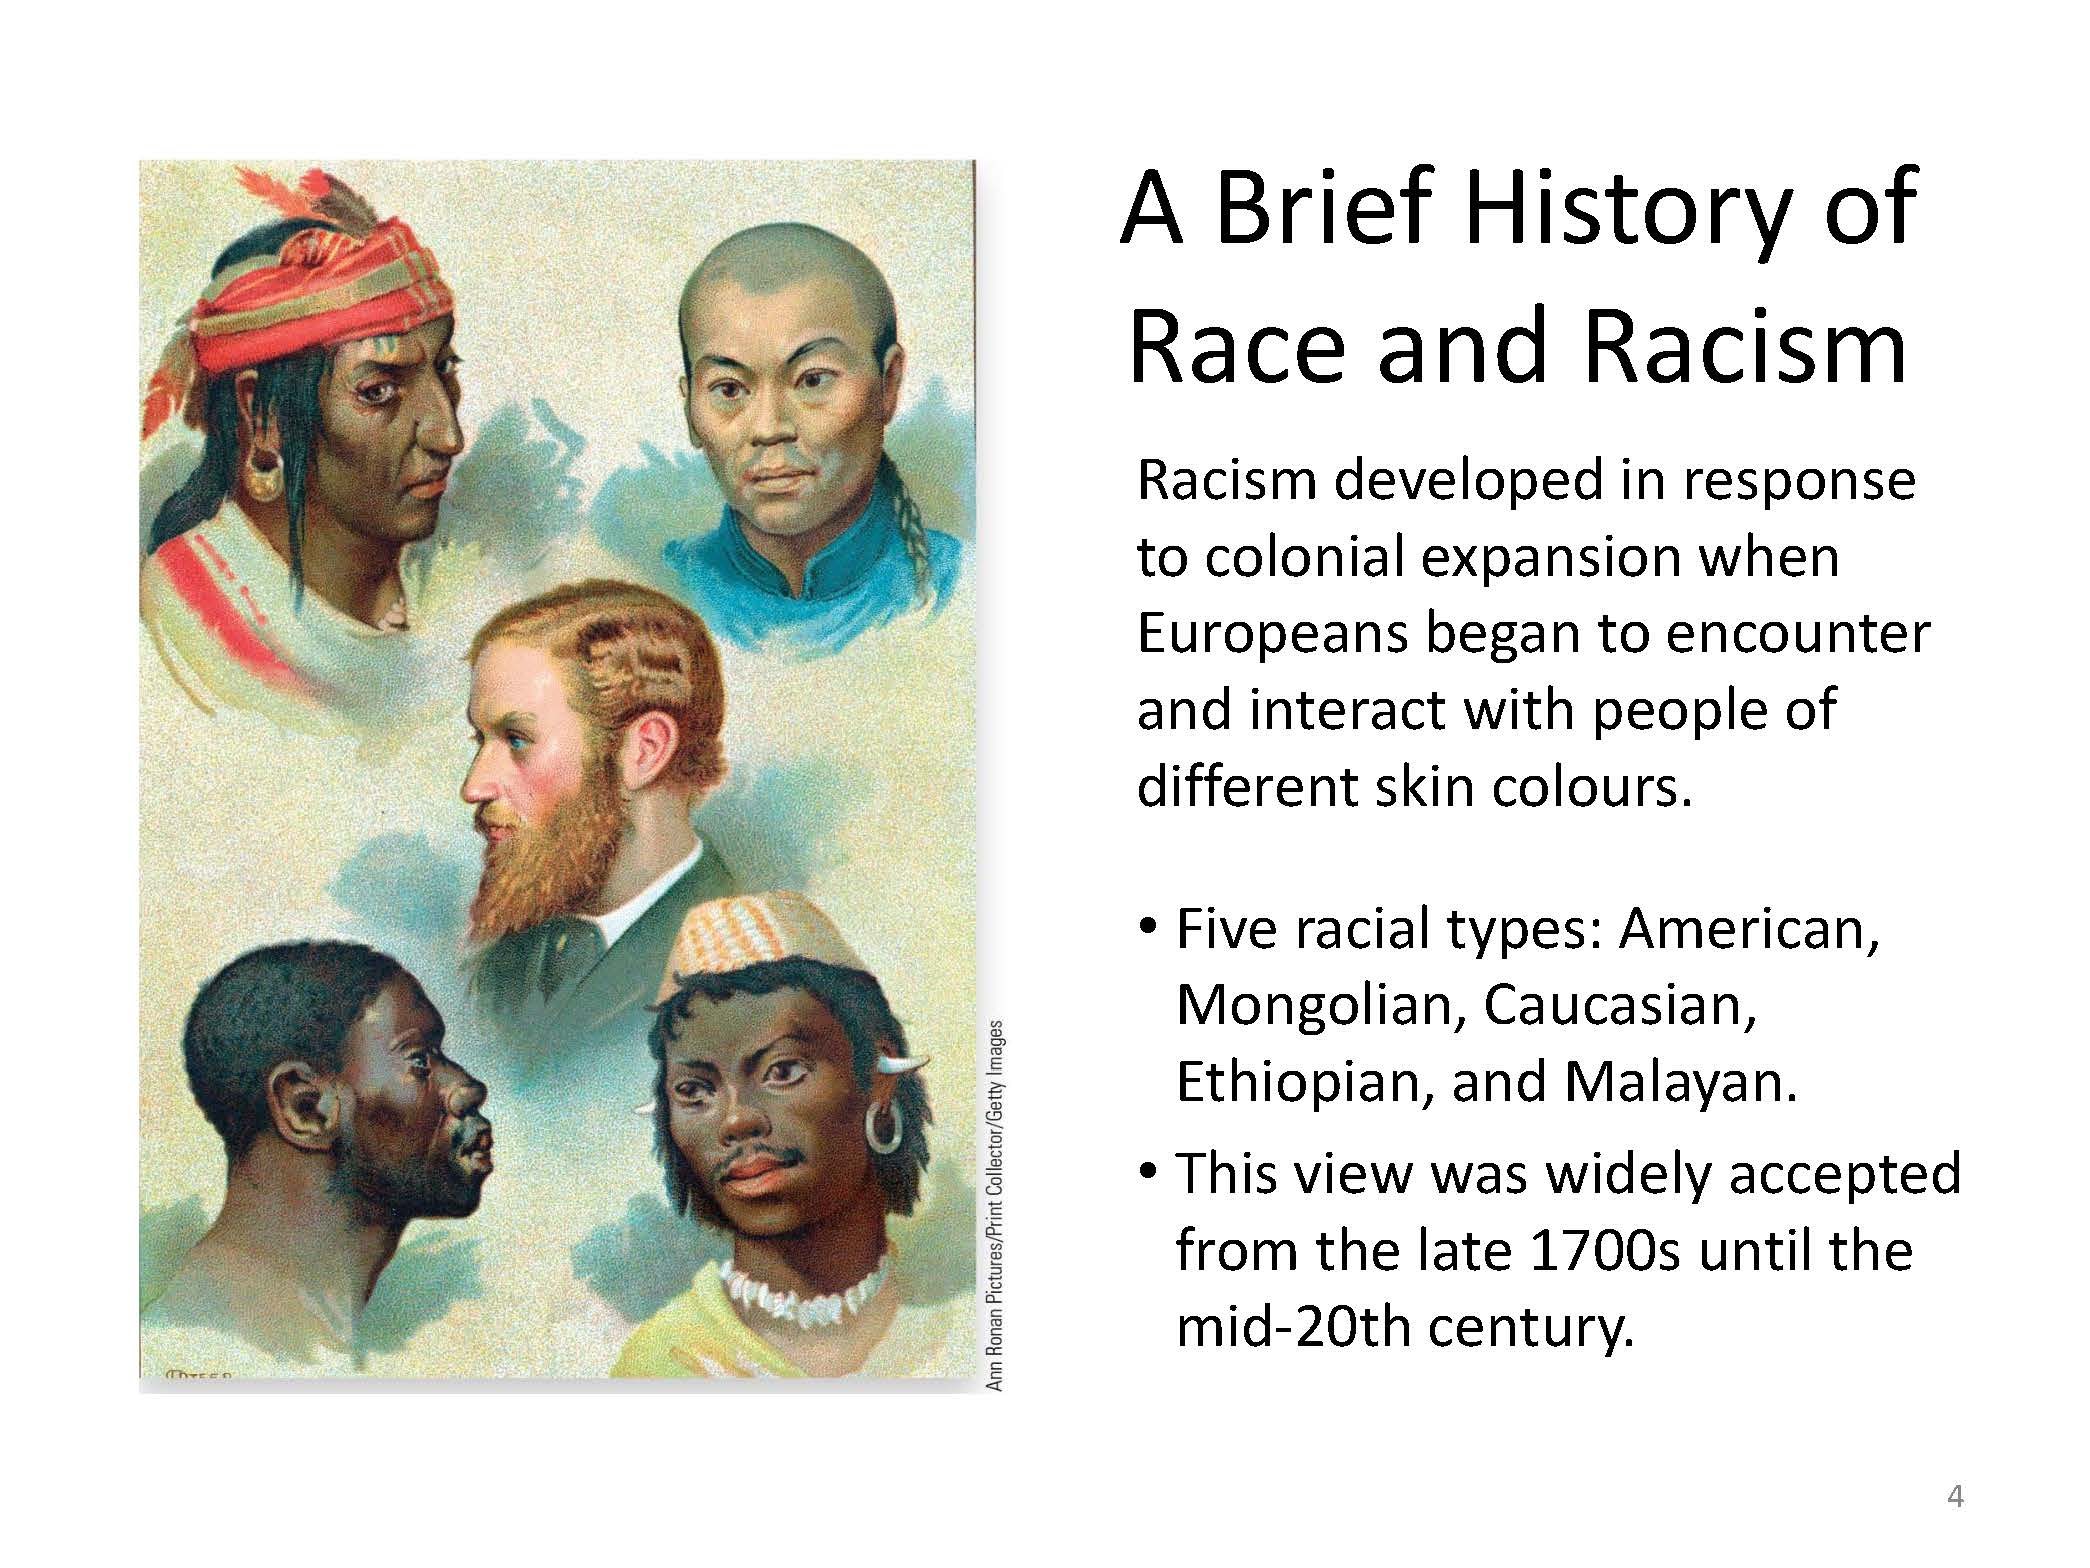 A Brief History of
Race and Racism
Racism developed in response
to colonial expansion when
Europeans began to encounter
and interact with people of
different skin colours.
• Five racial types: American,
Mongolian, Caucasian,
Ethiopian, and Malayan.
• This view was widely accepted
from the late 1700s until the
mid-20th century.
Ann Ronan Pictures/Print Collector/Getty Images
4